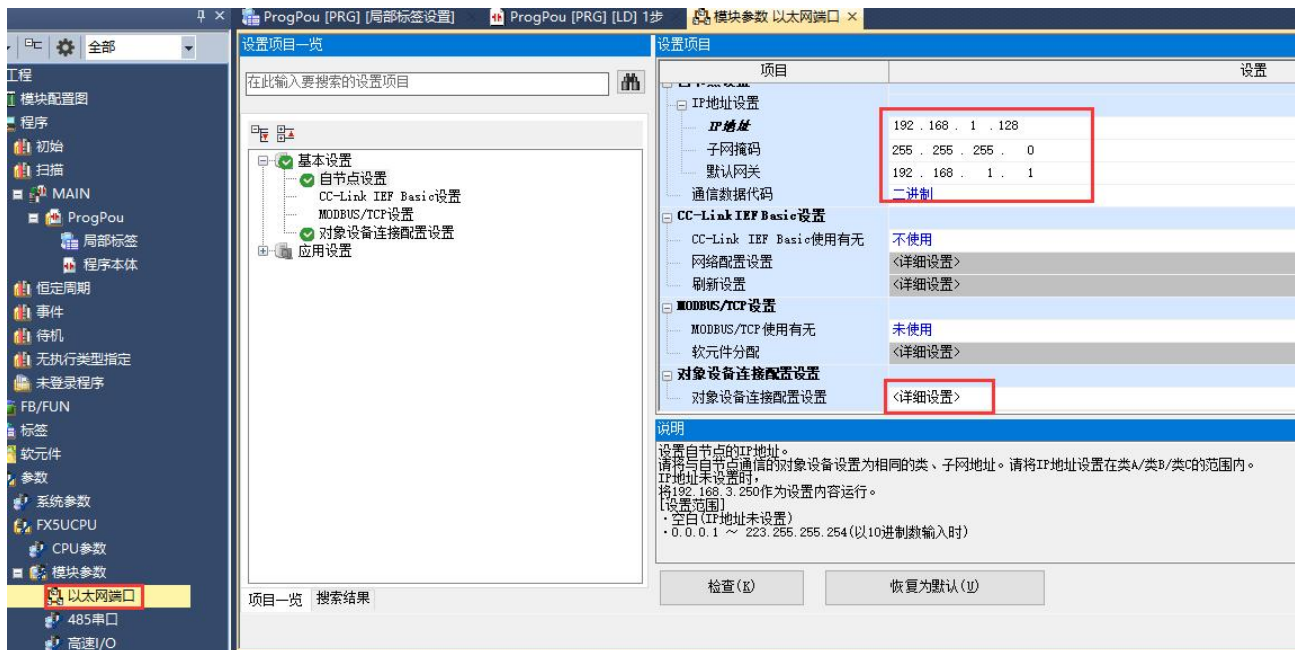 ProgPou [PRG] [局部标签设置]
ProgPou [PRG] [LD] 1步
模块参数 以太网端口
全部
工程
模块配置图
程序
初始
扫描
MAIN
ProgPou
局部标签
程序本体
恒定周期
事件
待机
无执行类型指定
未登录程序
FB/FUN
标签
软元件
参数
系统参数
FX5UCPU
CPU参数
模块参数
以太网端口
485串口
高速I/O
设置项目一览
在此输入要搜索的设置项目
基本设置
自节点设置
CC-Link IEF Basic设置
MODBUS/TCP设置
对象设备连接配置设置
应用设置
项目一览 搜索结果
设置项目
项目 设置
自节点设置
IP地址设置
IP地址 192 . 168 . 1 . 128
子网掩码 255 . 255 . 255 . 0
默认网关 192 . 168 . 1 . 1
通信数据代码 二进制
CC-Link IEF Basic设置
CC-Link IEF Basic使用有无 不使用
网络配置设置 <详细设置>
刷新设置 <详细设置>
MODBUS/TCP设置
MODBUS/TCP使用有无 未使用
软元件分配 <详细设置>
对象设备连接配置设置
对象设备连接配置设置 <详细设置>
说明
设置自节点的IP地址。
请将与自节点通信的对象设备设置为相同的类、子网地址。请将IP地址设置在类A/类B/类C的范围内。
IP地址未设置时，
将192.168.3.250作为设置内容运行。
[设置范围]
・空白(IP地址未设置)
・0.0.0.1 ～ 223.255.255.254(以10进制数输入时)
检查(K) 恢复为默认(U)